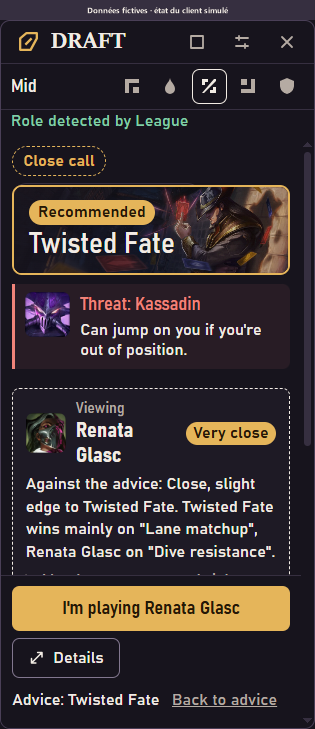 Données fictives · état du client simulé
DRAFT
Mid
Role detected by League
Close call
Recommended
Twisted Fate
Threat: Kassadin
Can jump on you if you're
out of position.
Viewing
Renata
Glasc
Very close
Against the advice: Close, slight
edge to Twisted Fate. Twisted Fate
wins mainly on "Lane matchup",
Renata Glasc on "Dive resistance".
I'm playing Renata Glasc
Details
Advice: Twisted Fate Back to advice